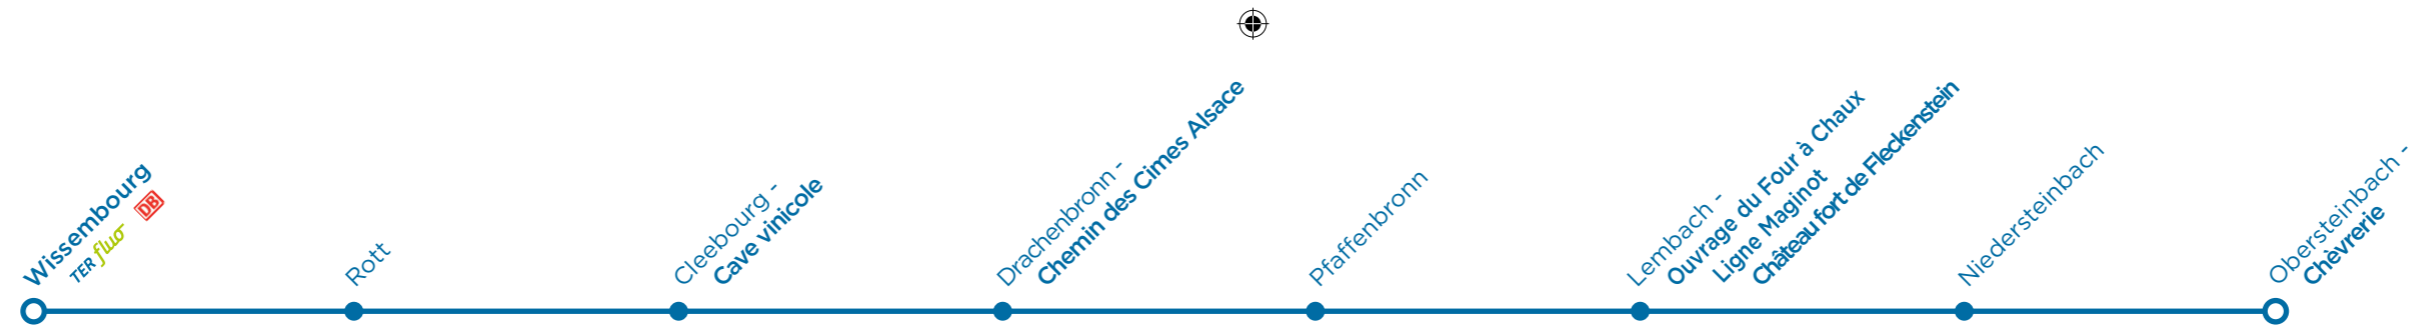 Wissembourg
TER fluo DB
Rott
Cleebourg -
Cave vinicole
Drachenbronn -
Chemin des Cimes Alsace
Pfaffenbronn
Lembach -
Ouvrage du Four à Chaux
Ligne Maginot
Château fort de Fleckenstein
Niedersteinbach
Obersteinbach -
Chèvrerie